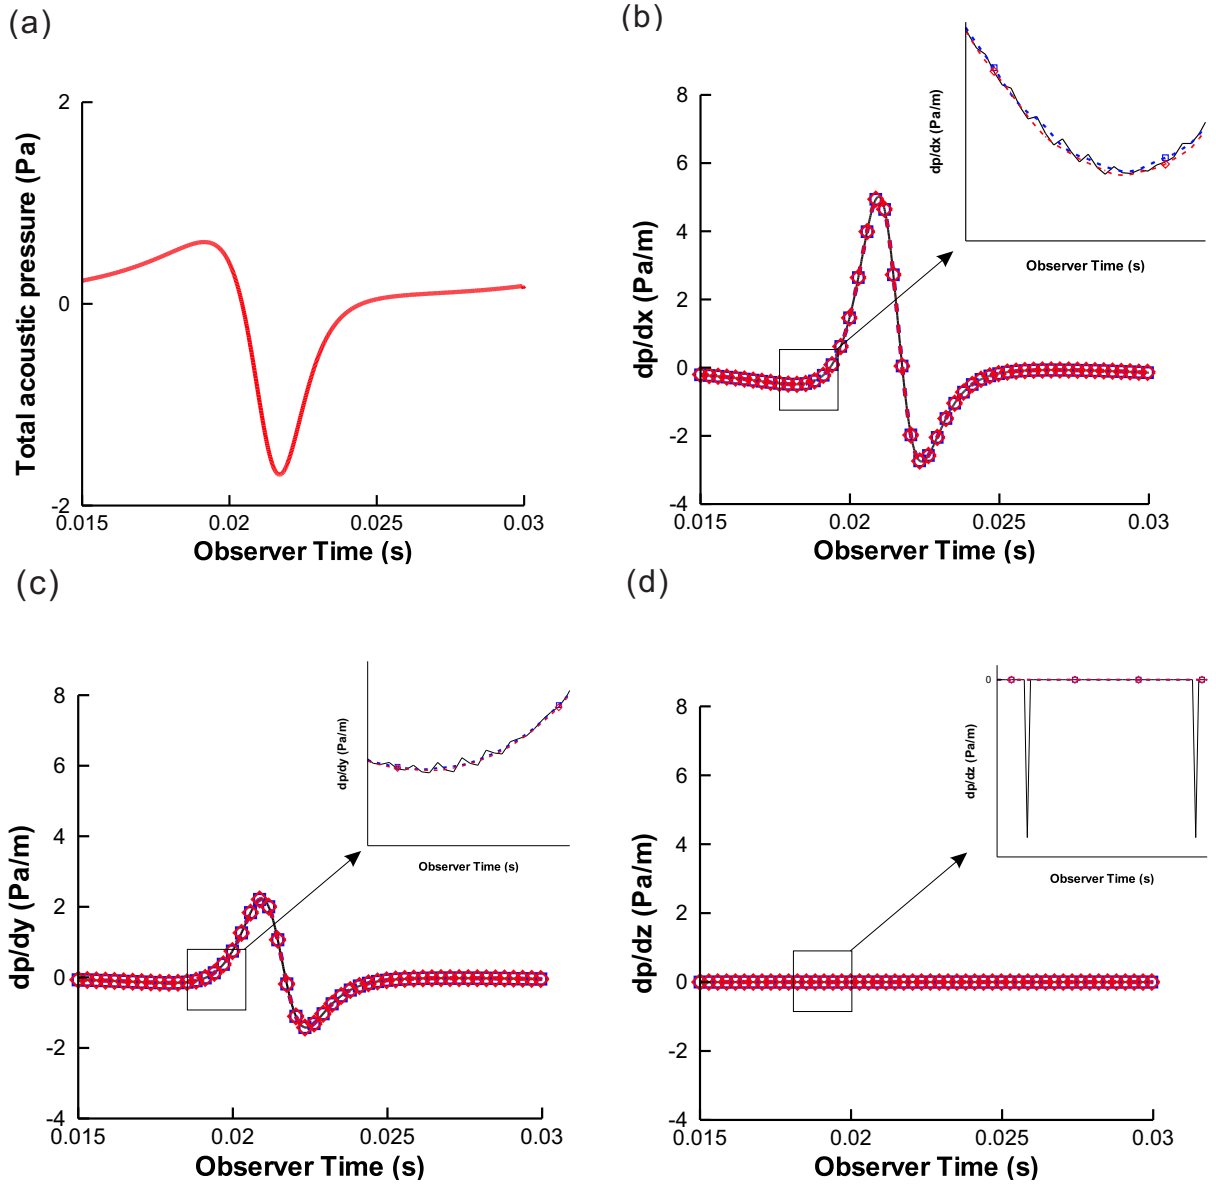 (a)
Total acoustic pressure (Pa)
2
0
-2
0.015
0.02
0.025
0.03
Observer Time (s)
(b)
dp/dx (Pa/m)
8
6
4
2
0
-2
-4
0.015
0.02
0.025
0.03
Observer Time (s)
dp/dx (Pa/m)
Observer Time (s)
(c)
dp/dy (Pa/m)
8
6
4
2
0
-2
-4
0.015
0.02
0.025
0.03
Observer Time (s)
dp/dy (Pa/m)
Observer Time (s)
(d)
dp/dz (Pa/m)
8
6
4
2
0
-2
-4
0.015
0.02
0.025
0.03
Observer Time (s)
0
dp/dz (Pa/m)
Observer Time (s)